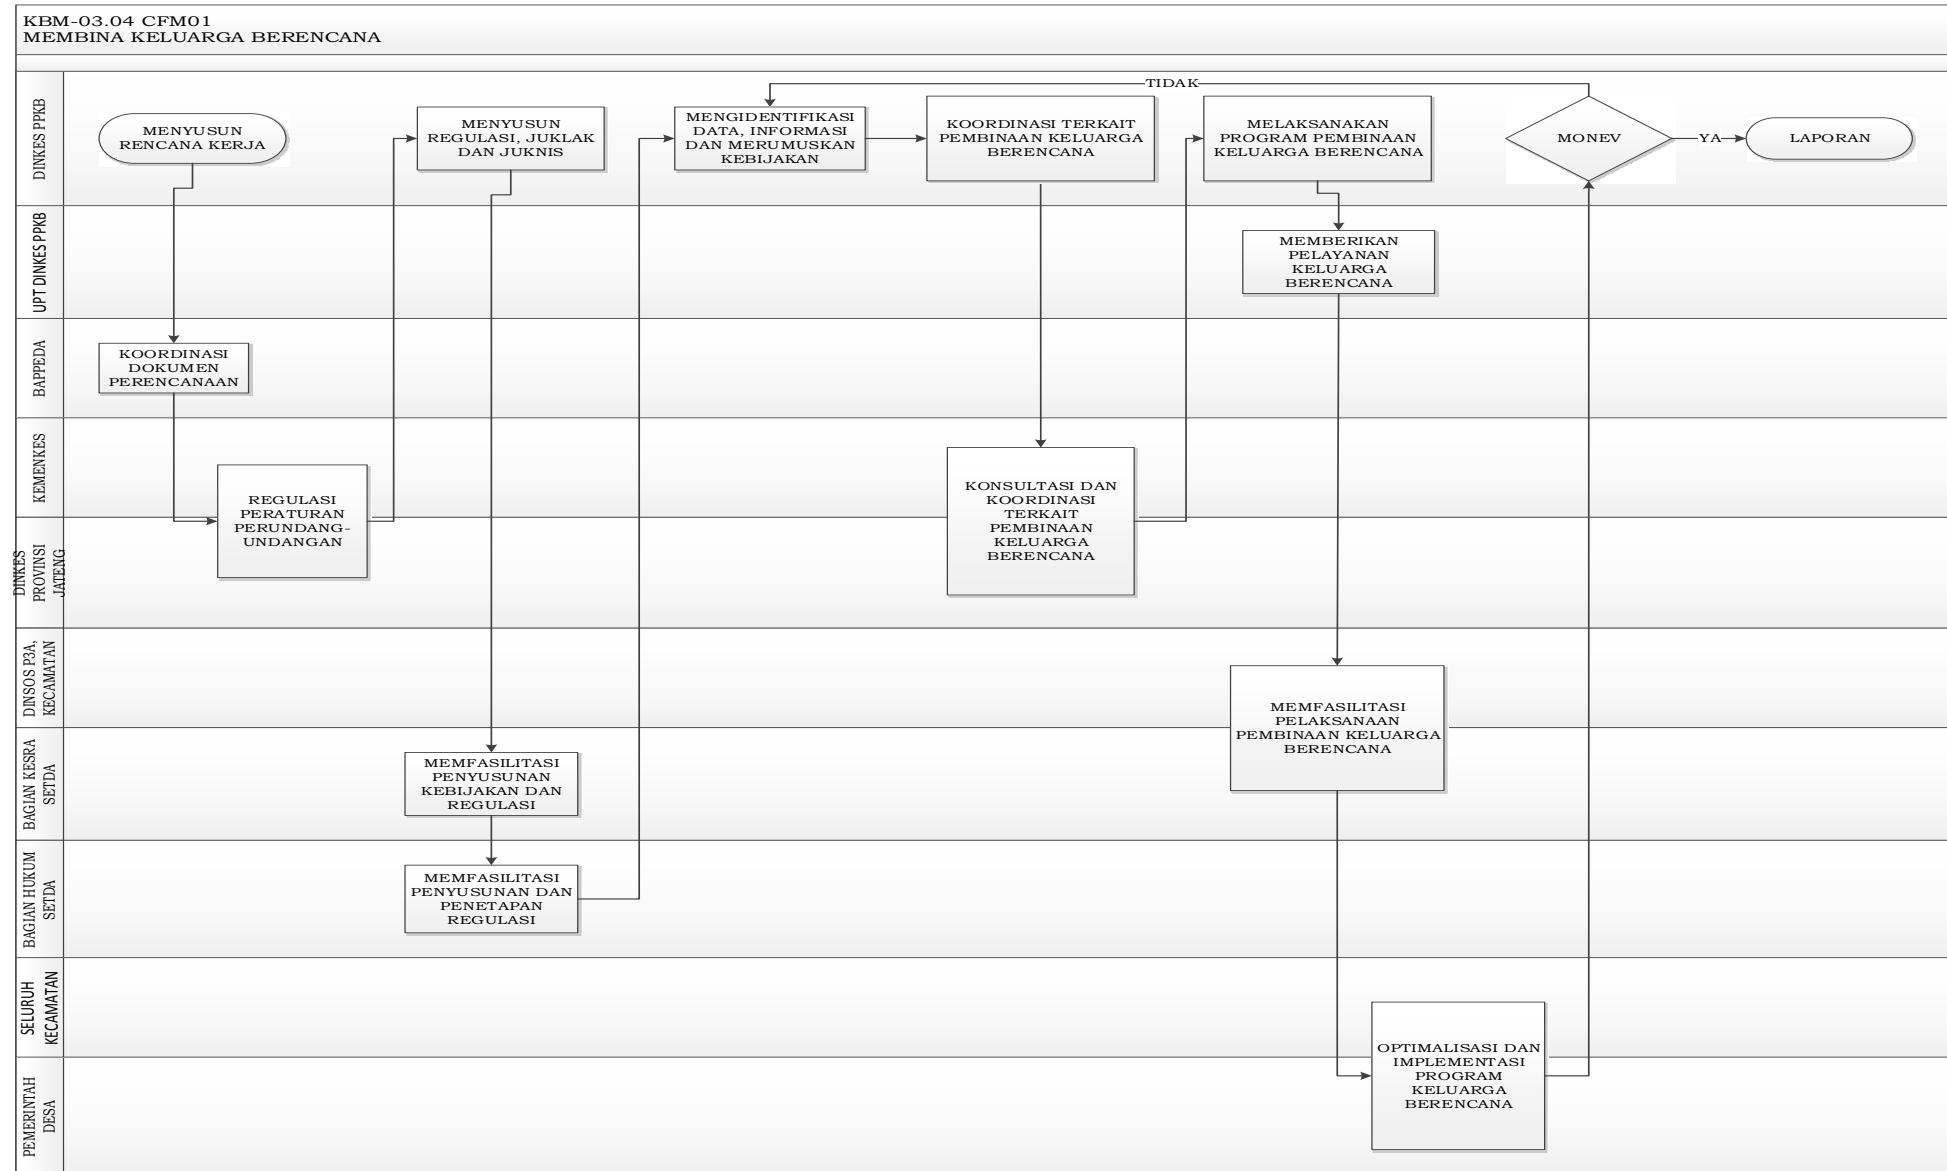 KBM-03.04 CFM01
MEMBINA KELUARGA BERENCANA
DINKES PPKB
MENYUSUN
RENCANA KERJA
MENYUSUN
REGULASI, JUKLAK
DAN JUKNIS
MENGIDENTIFIKASI
DATA, INFORMASI
DAN MERUMUSKAN
KEBIJAKAN
KOORDINASI TERKAIT
PEMBINAAN KELUARGA
BERENCANA
MELAKSANAKAN
PROGRAM PEMBINAAN
KELUARGA BERENCANA
TIDAK
MONEV
YA
LAPORAN
UPT DINKES PPKB
MEMBERIKAN
PELAYANAN
KELUARGA
BERENCANA
BAPPEDA
KOORDINASI
DOKUMEN
PERENCANAAN
KEMENKES
REGULASI
PERATURAN
PERUNDANG-
UNDANGAN
KONSULTASI DAN
KOORDINASI
TERKAIT
PEMBINAAN
KELUARGA
BERENCANA
DINKES
PROVINSI
JATENG
DINSOS P3A,
KECAMATAN
MEMFASILITASI
PELAKSANAAN
PEMBINAAN KELUARGA
BERENCANA
BAGIAN KESRA
SETDA
MEMFASILITASI
PENYUSUNAN
KEBIJAKAN DAN
REGULASI
BAGIAN HUKUM
SETDA
MEMFASILITASI
PENYUSUNAN DAN
PENETAPAN
REGULASI
SELURUH
KECAMATAN
OPTIMALISASI DAN
IMPLEMENTASI
PROGRAM
KELUARGA
BERENCANA
PEMERINTAH
DESA